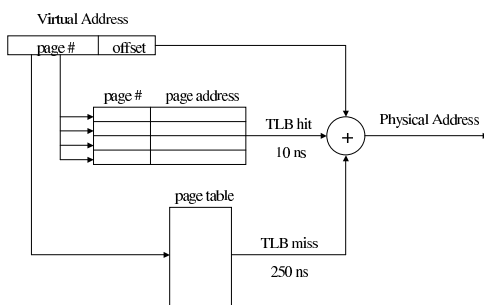 Virtual Address
page # offset
page # page address
TLB hit
10 ns
+
Physical Address
page table
TLB miss
250 ns